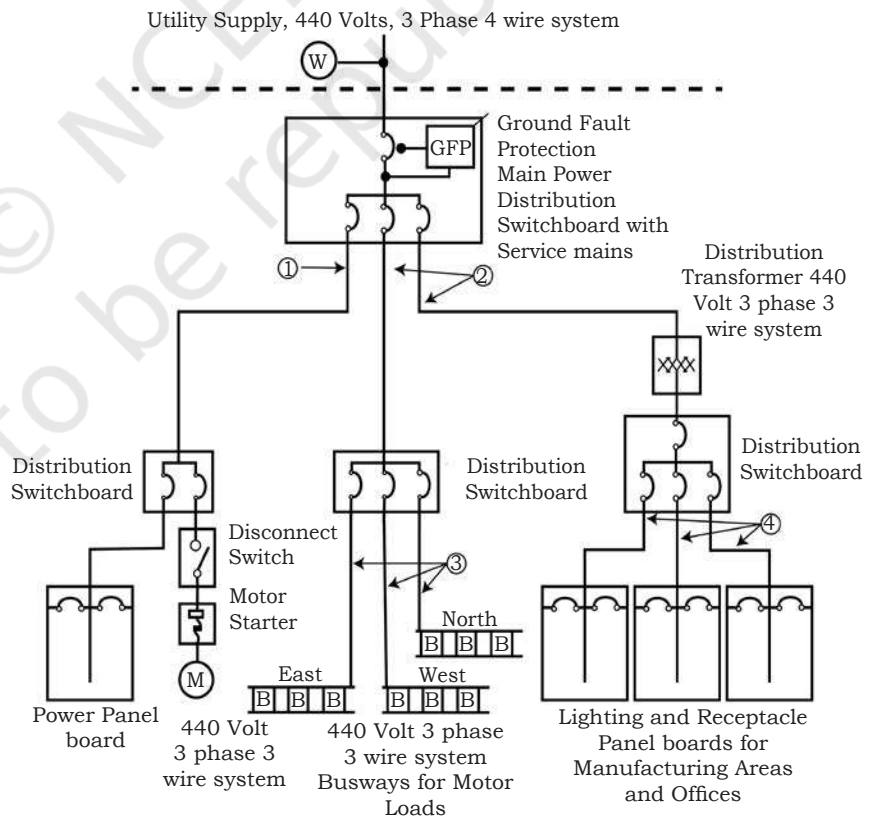 Utility Supply, 440 Volts, 3 Phase 4 wire system
W
GFP
Ground Fault
Protection
Main Power
Distribution
Switchboard with
Service mains
①
②
Distribution
Transformer 440
Volt 3 phase 3
wire system
Distribution
Switchboard
Distribution
Switchboard
Distribution
Switchboard
Disconnect
Switch
③
④
Motor
Starter
North
B B B
M
East
B B B
West
B B B
Power Panel
board
440 Volt
3 phase 3
wire system
440 Volt 3 phase
3 wire system
Busways for Motor
Loads
Lighting and Receptacle
Panel boards for
Manufacturing Areas
and Offices
© NCE
to be repu